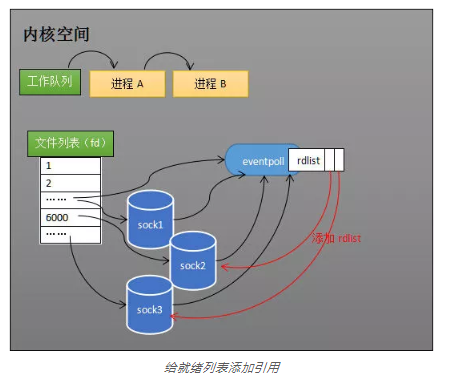 内核空间
工作队列
进程 A
进程 B
文件列表（fd）
1
2
……
6000
……
eventpoll
rdlist
sock1
sock2
sock3
添加 rdlist
给就绪列表添加引用